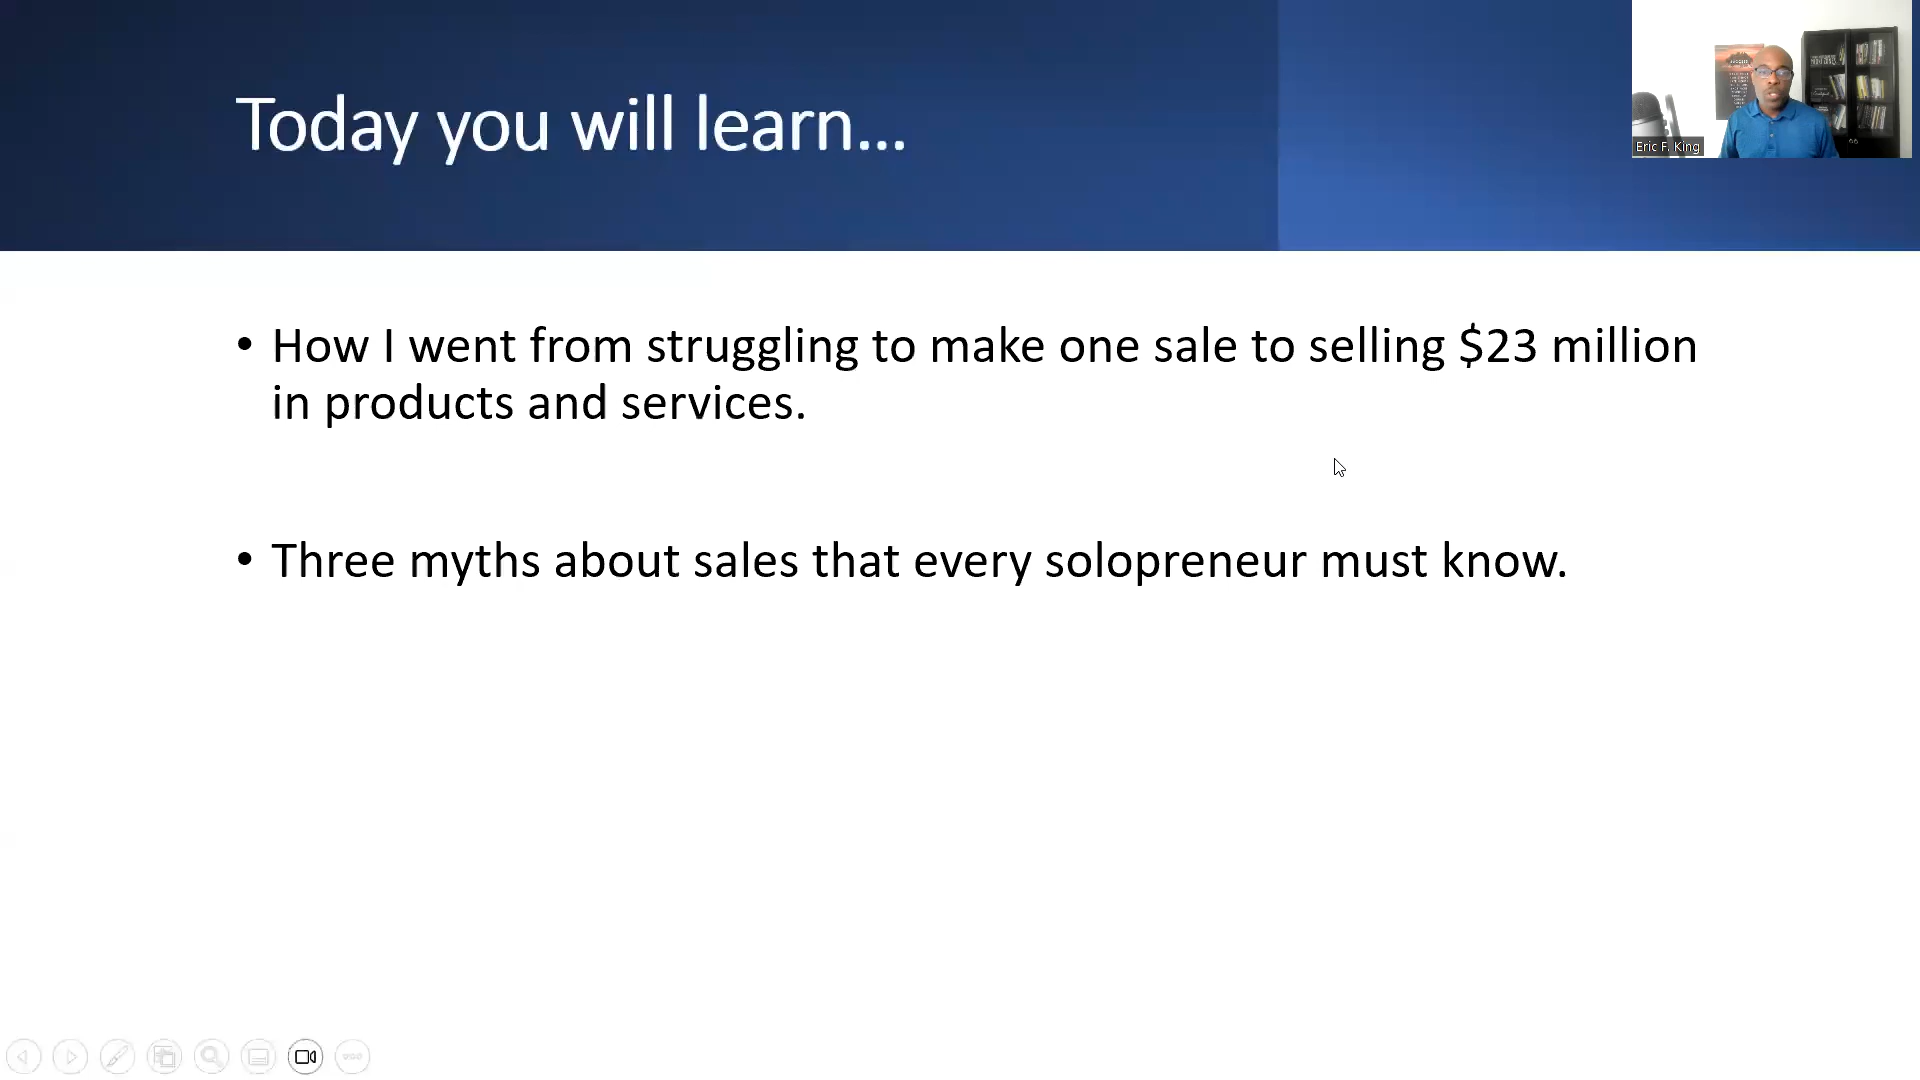 Today you will learn...
Eric F. King
• How I went from struggling to make one sale to selling $23 million
in products and services.
• Three myths about sales that every solopreneur must know.